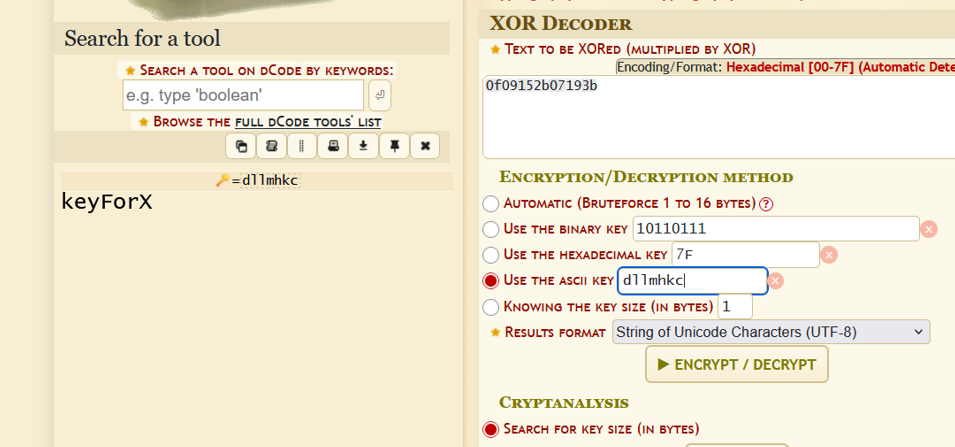 XOR Decoder
Search for a tool
★ Text to be XORed (multiplied by XOR)
★ Search a tool on dCode by keywords:
Encoding/Format: Hexadecimal [00-7F] (Automatic Dete
e.g. type 'boolean'
0f09152b07193b
★ Browse the full dCode tools' list
Encryption/Decryption method
=dllmhkc
keyForX
Automatic (Bruteforce 1 to 16 bytes) ?
Use the binary key 10110111 x
Use the hexadecimal key 7F x
Use the ascii key dllmhkc x
Knowing the key size (in bytes) 1
★ Results format String of Unicode Characters (UTF-8)
▶ Encrypt / Decrypt
Cryptanalysis
Search for key size (in bytes)